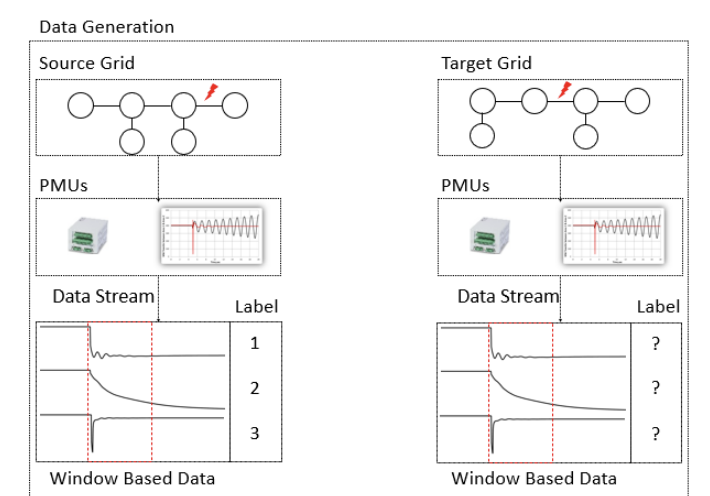 Data Generation
Source Grid
Target Grid
PMUs
PMUs
Data Stream
Label
Data Stream
Label
1
2
3
?
?
?
Window Based Data
Window Based Data